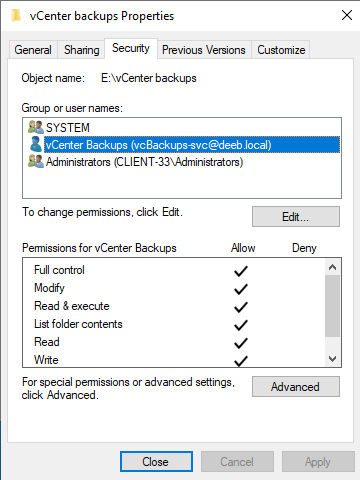 vCenter backups Properties
General Sharing Security Previous Versions Customize
Object name: E:\vCenter backups
Group or user names:
SYSTEM
vCenter Backups (vcBackups-svc@deeb.local)
Administrators (CLIENT-33\Administrators)
To change permissions, click Edit.
Edit...
Permissions for vCenter Backups Allow Deny
Full control
Modify
Read & execute
List folder contents
Read
Write
For special permissions or advanced settings,
click Advanced.
Advanced
Close Cancel Apply